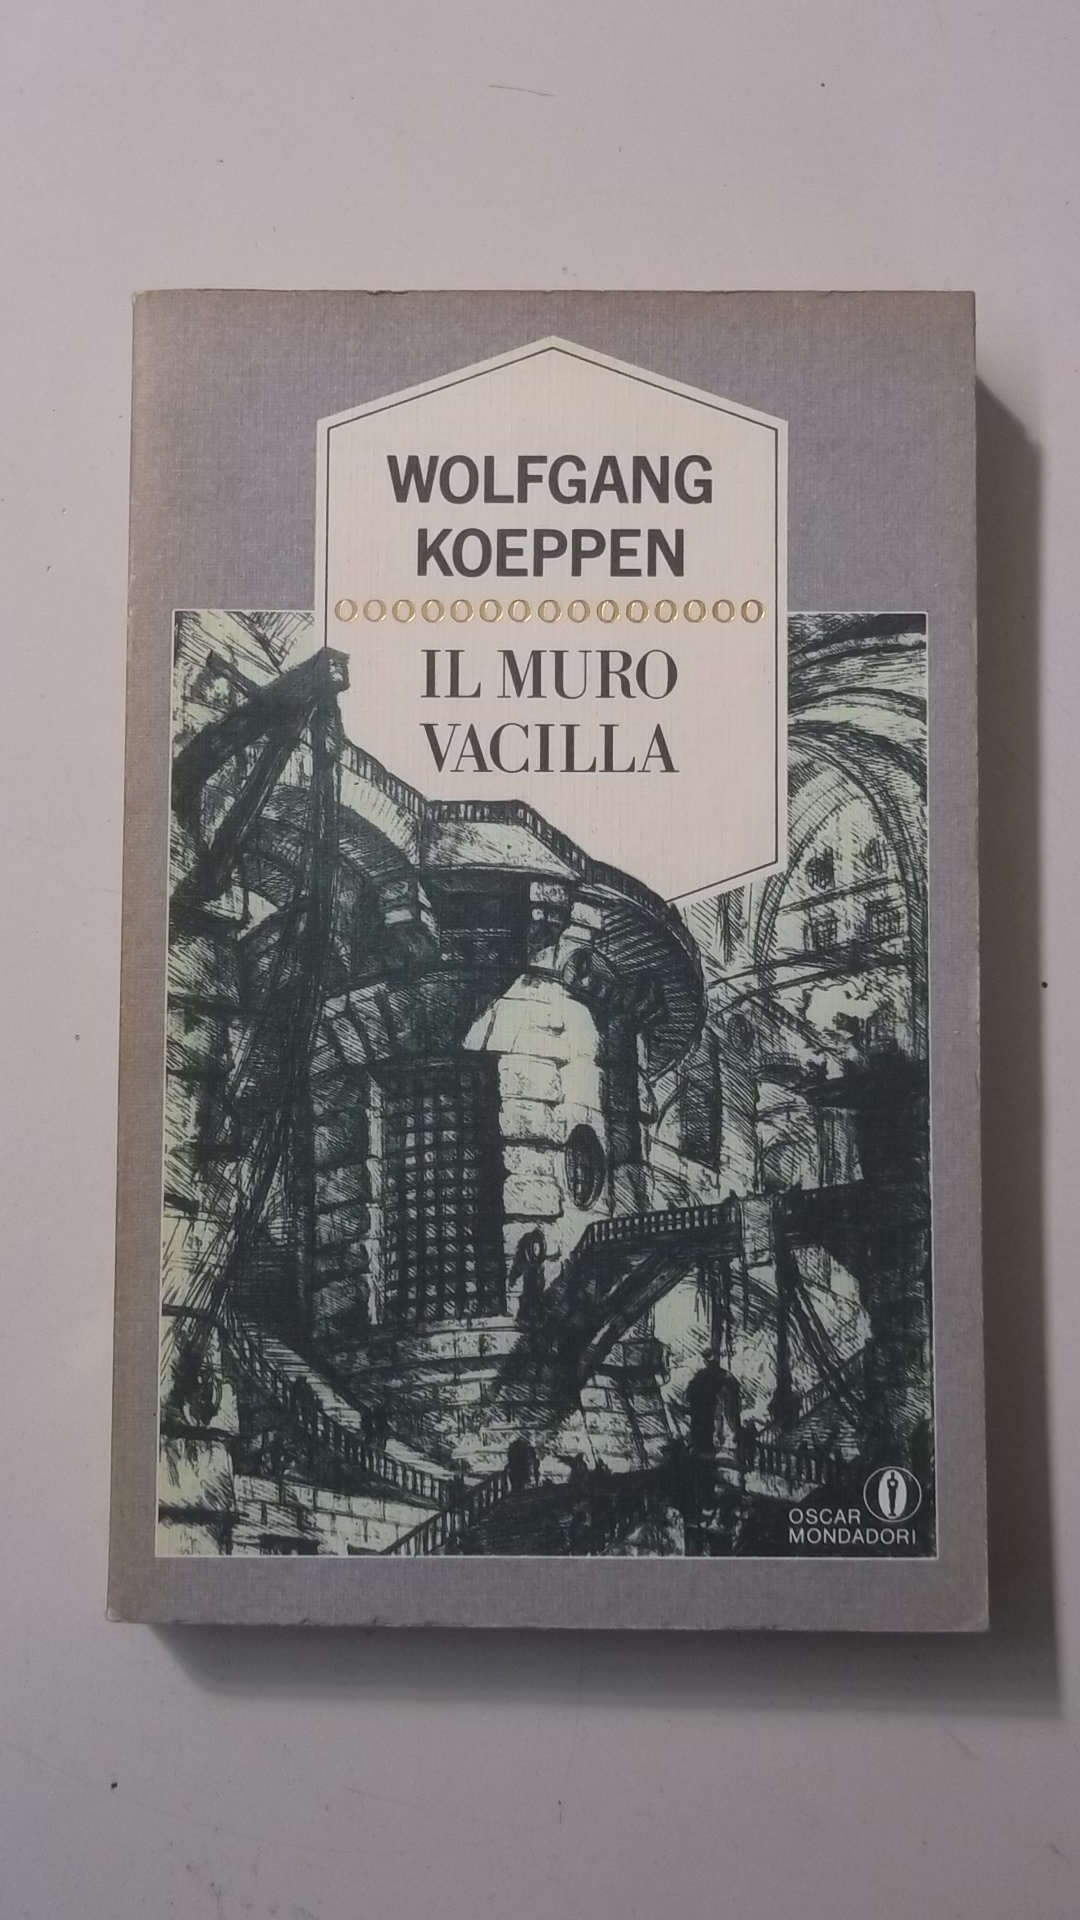 WOLFGANG
KOEPPEN
IL MURO
VACILLA
OSCAR
MONDADORI